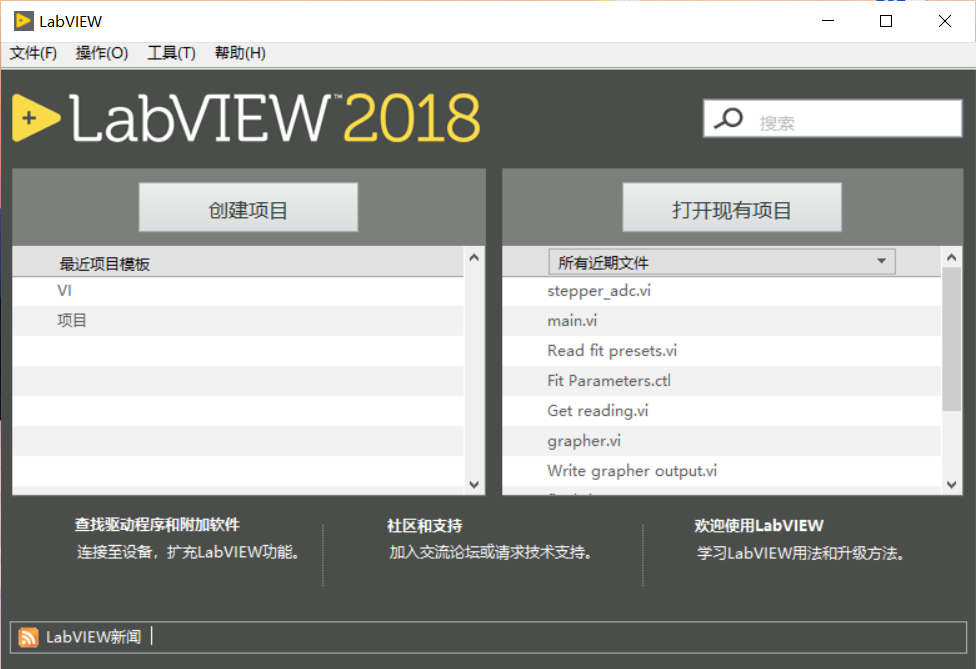 LabVIEW
文件(F) 操作(O) 工具(T) 帮助(H)
LabVIEW™ 2018
搜索
创建项目
打开现有项目
最近项目模板
VI
项目
所有近期文件
stepper_adc.vi
main.vi
Read fit presets.vi
Fit Parameters.ctl
Get reading.vi
grapher.vi
Write grapher output.vi
查找驱动程序和附加软件
连接至设备，扩充LabVIEW功能。
社区和支持
加入交流论坛或请求技术支持。
欢迎使用LabVIEW
学习LabVIEW用法和升级方法。
LabVIEW新闻